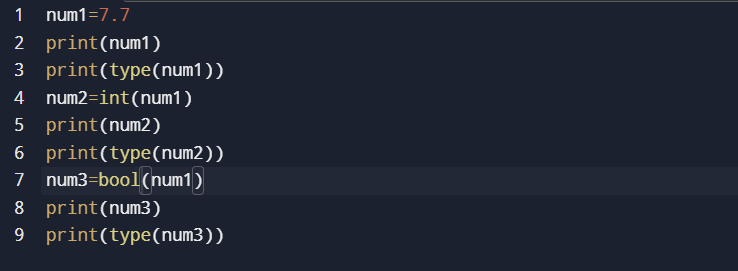 1 num1=7.7
2 print(num1)
3 print(type(num1))
4 num2=int(num1)
5 print(num2)
6 print(type(num2))
7 num3=bool(num1)
8 print(num3)
9 print(type(num3))